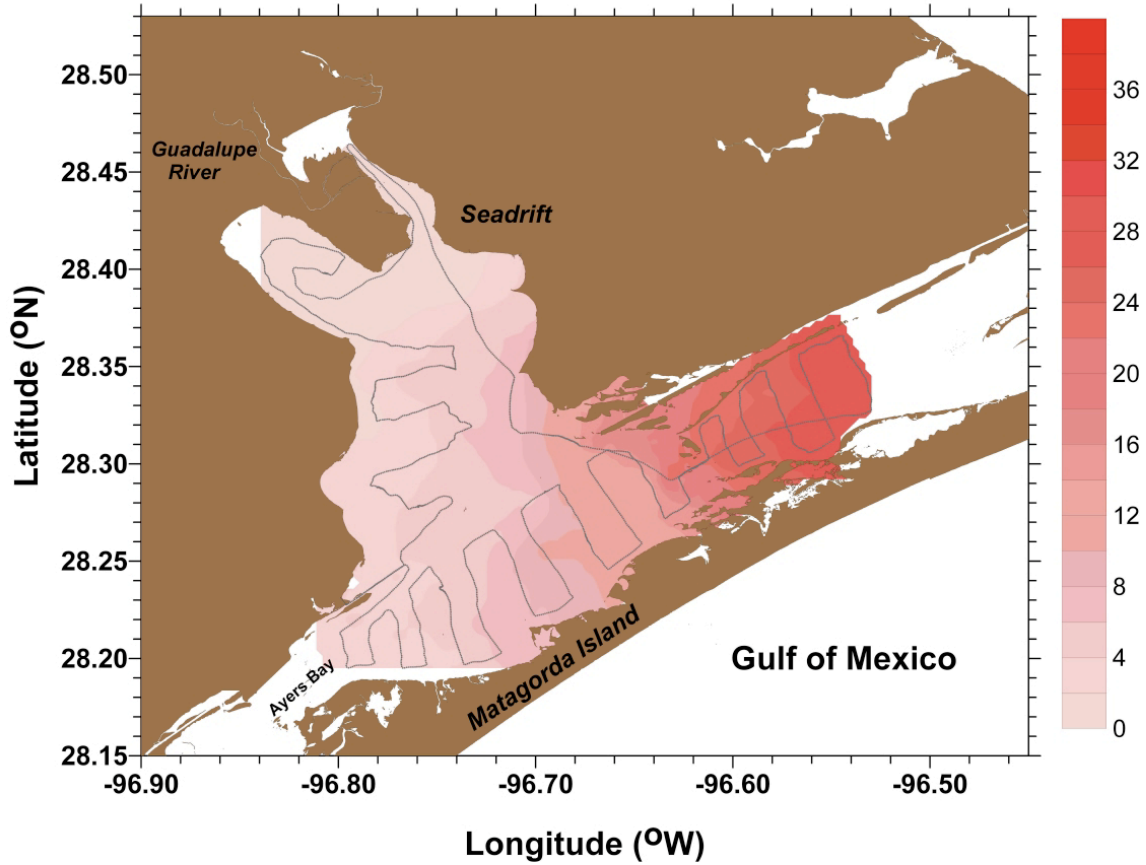 28.50
28.45
28.40
28.35
28.30
28.25
28.20
28.15
Latitude (ᴼN)
Guadalupe
River
Seadrift
Matagorda Island
Ayers Bay
Gulf of Mexico
-96.90
-96.80
-96.70
-96.60
-96.50
Longitude (ᴼW)
36
32
28
24
20
16
12
8
4
0